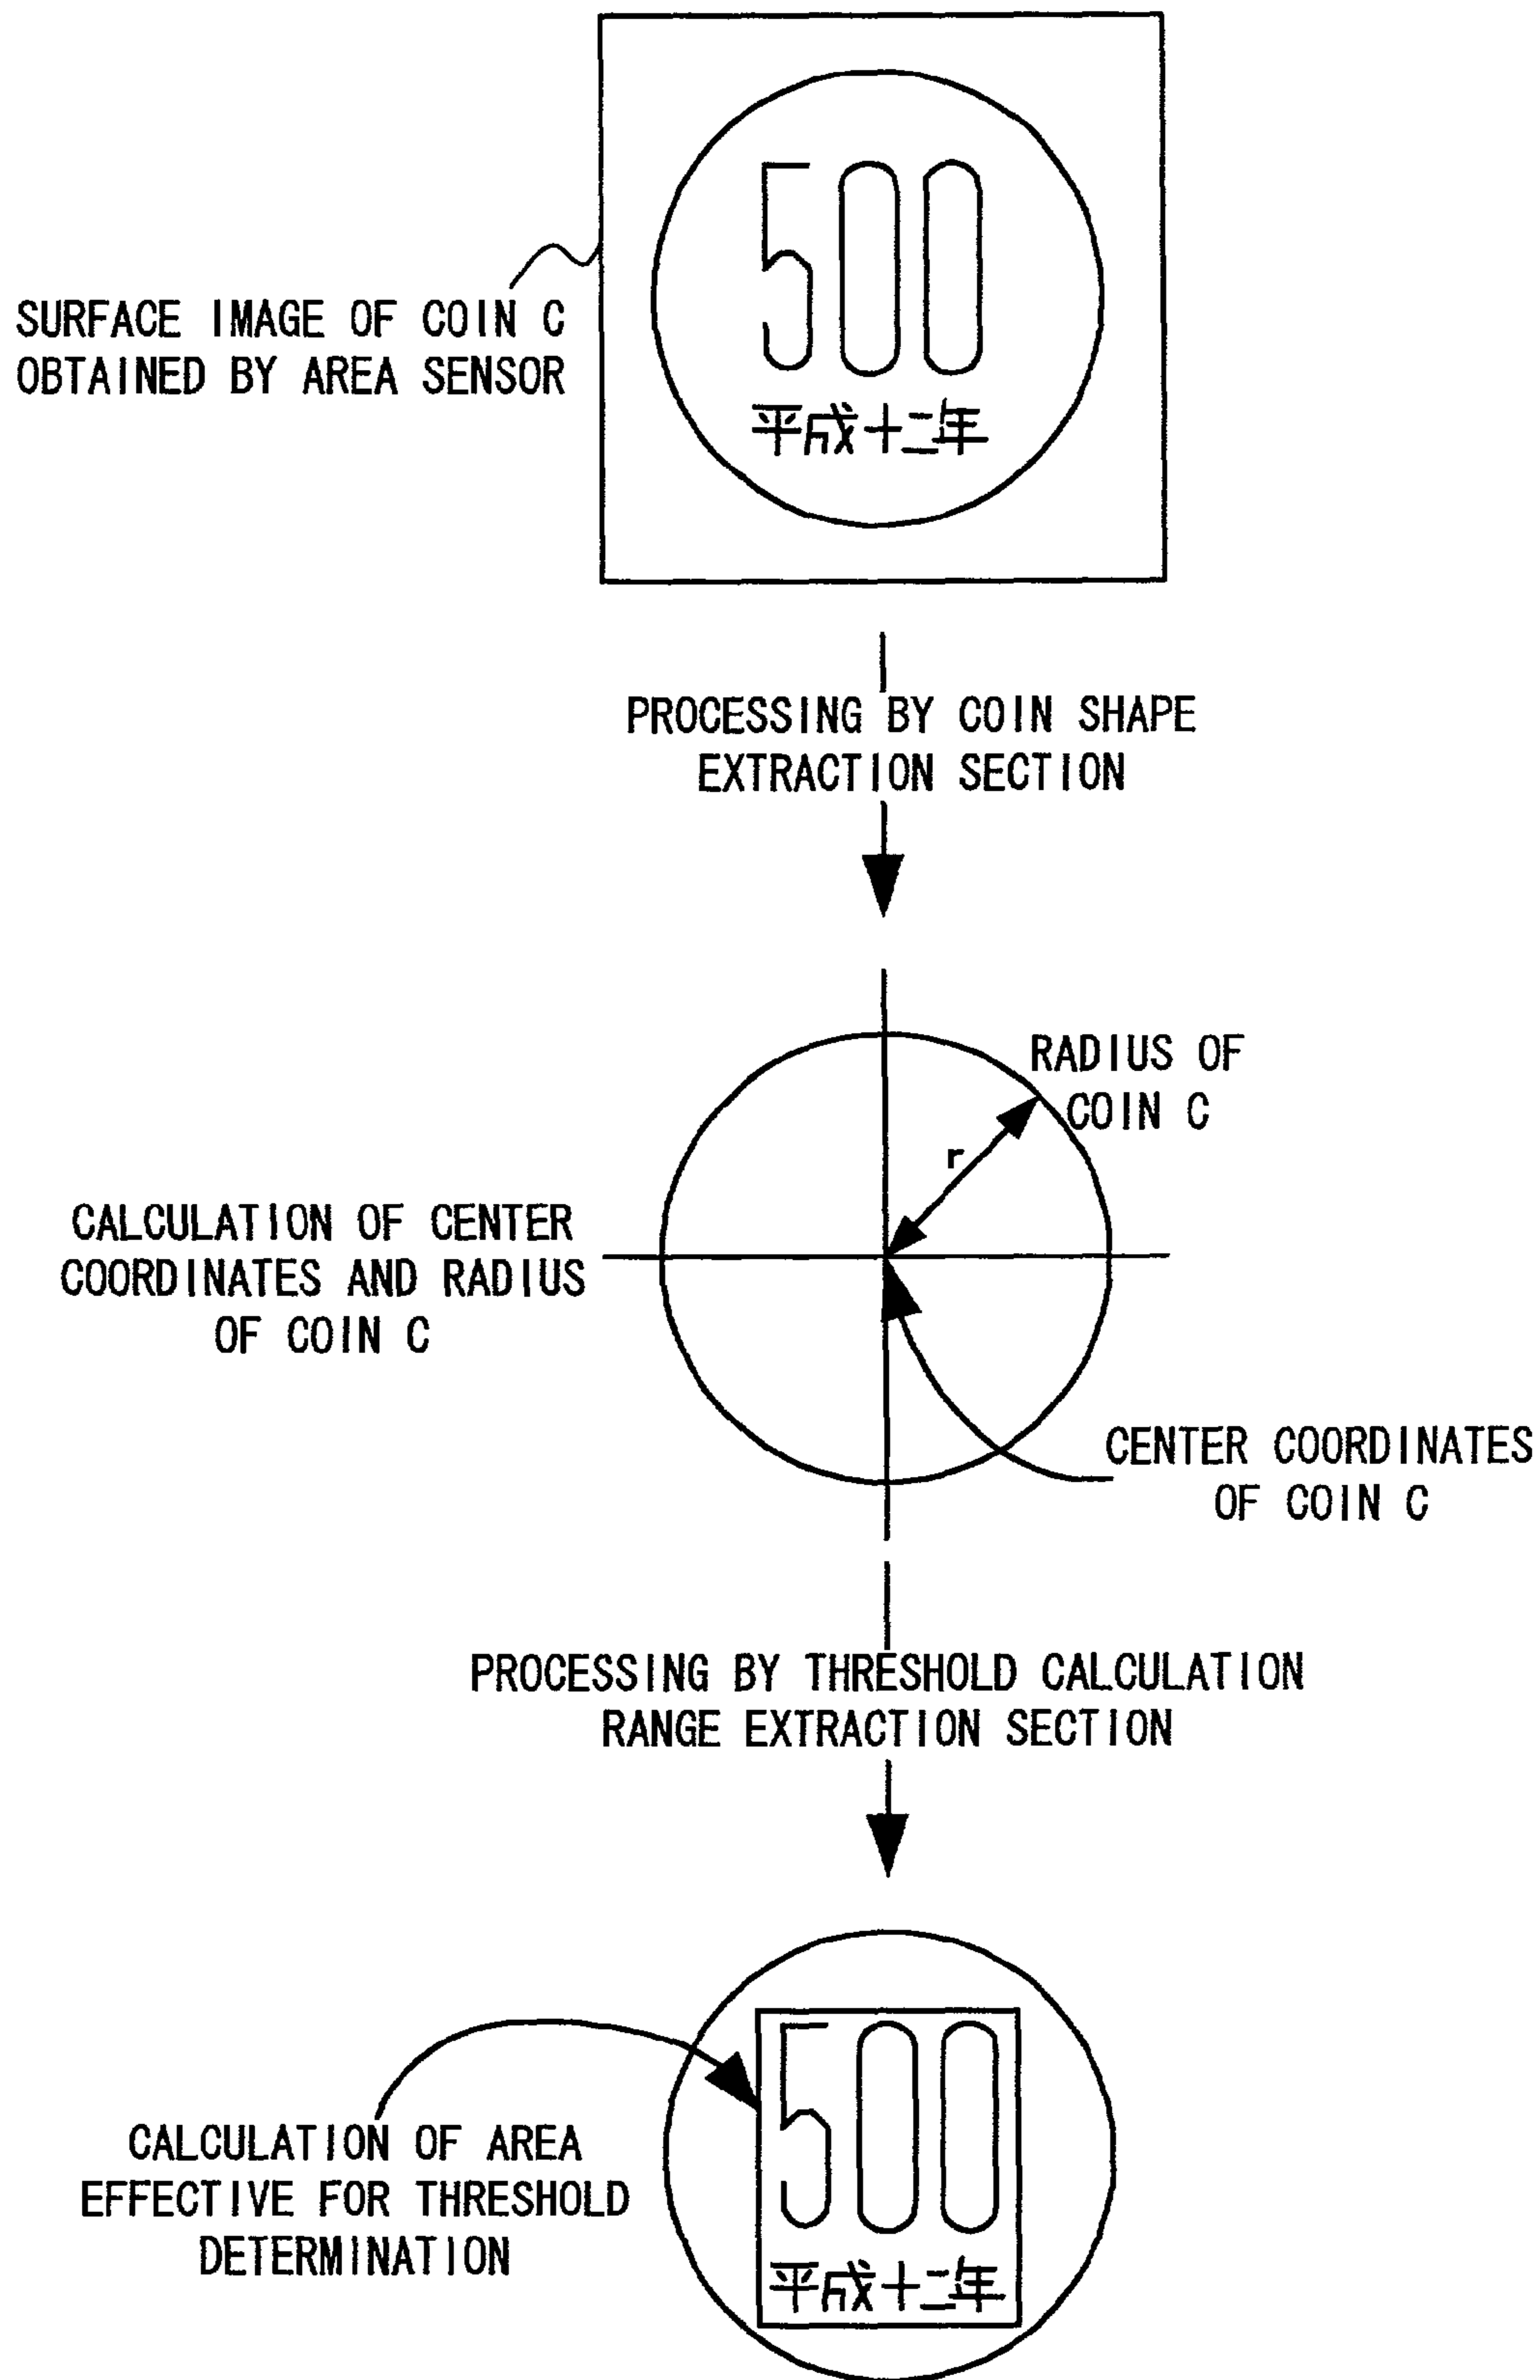 500
平成十二年
SURFACE IMAGE OF COIN C
OBTAINED BY AREA SENSOR
PROCESSING BY COIN SHAPE
EXTRACTION SECTION
RADIUS OF
COIN C
r
CALCULATION OF CENTER
COORDINATES AND RADIUS
OF COIN C
CENTER COORDINATES
OF COIN C
PROCESSING BY THRESHOLD CALCULATION
RANGE EXTRACTION SECTION
500
平成十二年
CALCULATION OF AREA
EFFECTIVE FOR THRESHOLD
DETERMINATION